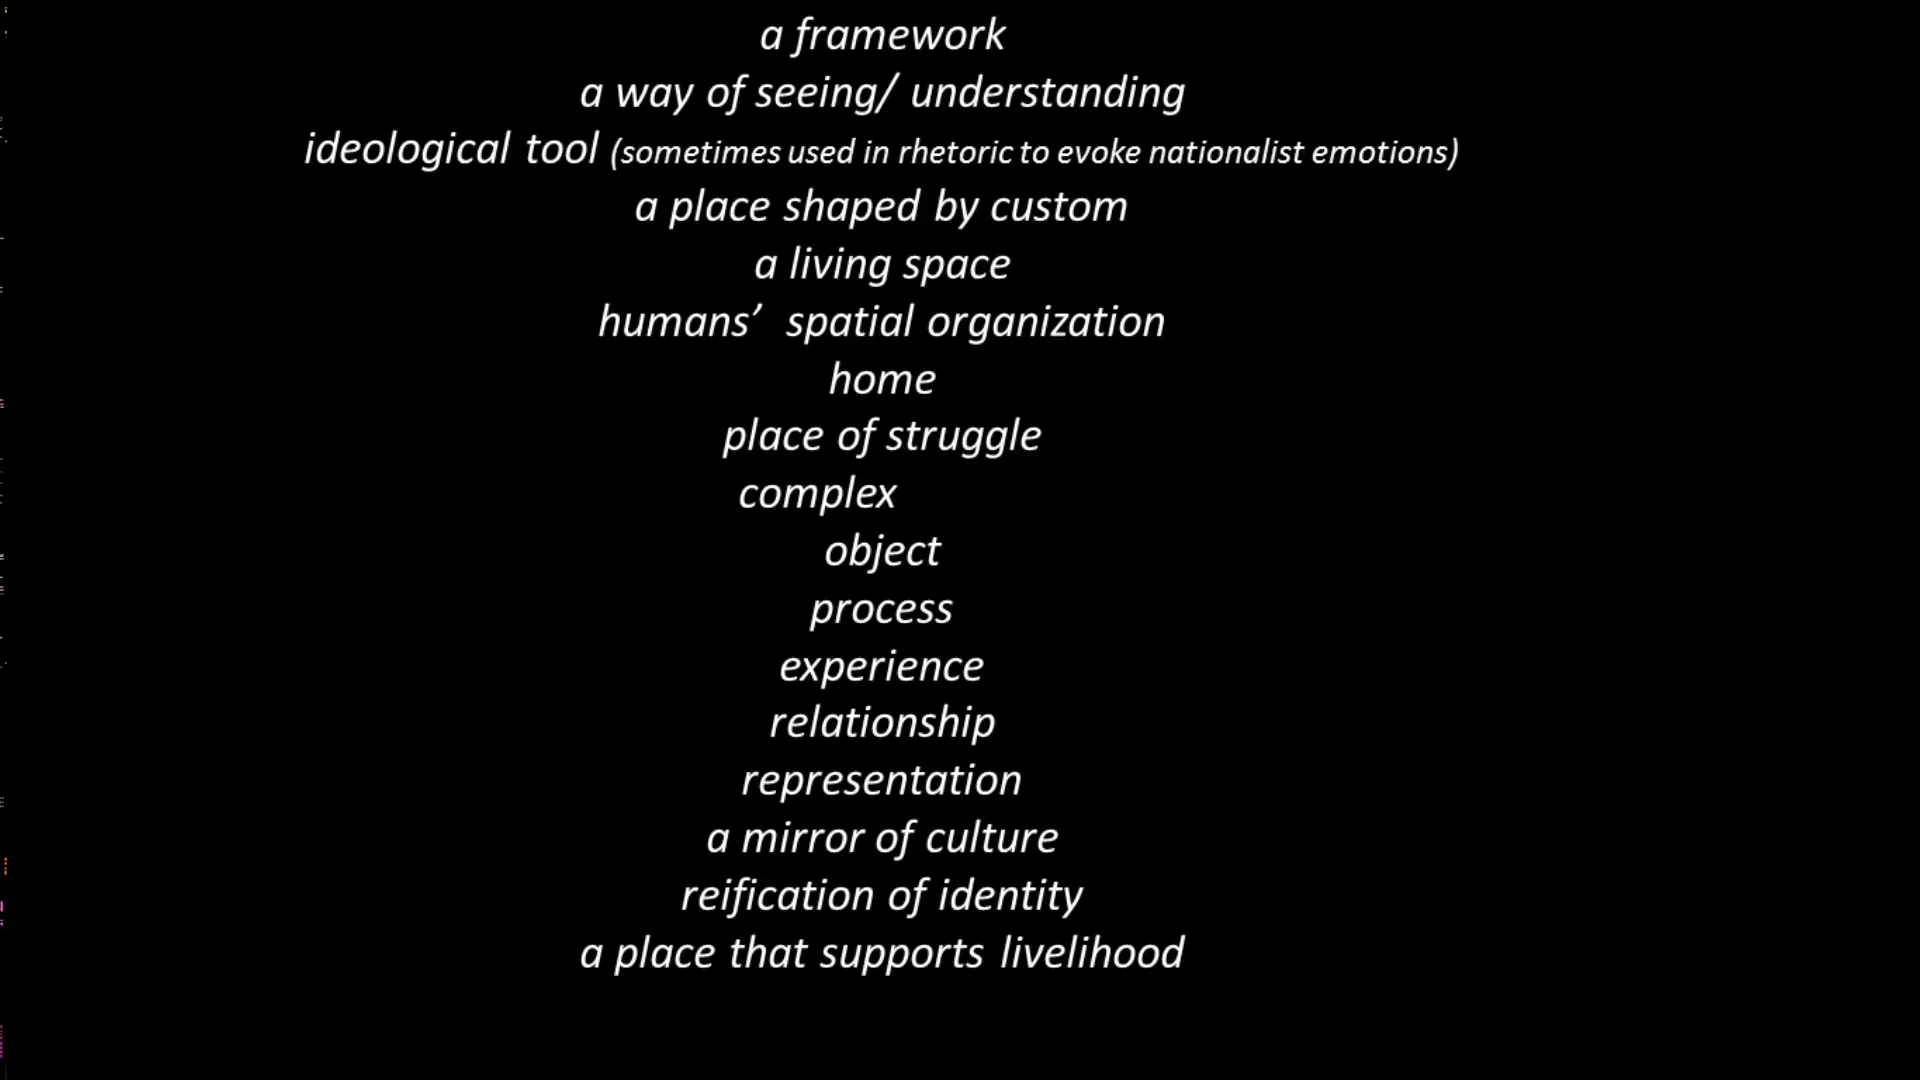 a framework
a way of seeing/ understanding
ideological tool (sometimes used in rhetoric to evoke nationalist emotions)
a place shaped by custom
a living space
humans’  spatial organization
home
place of struggle
complex
object
process
experience
relationship
representation
a mirror of culture
reification of identity
a place that supports livelihood